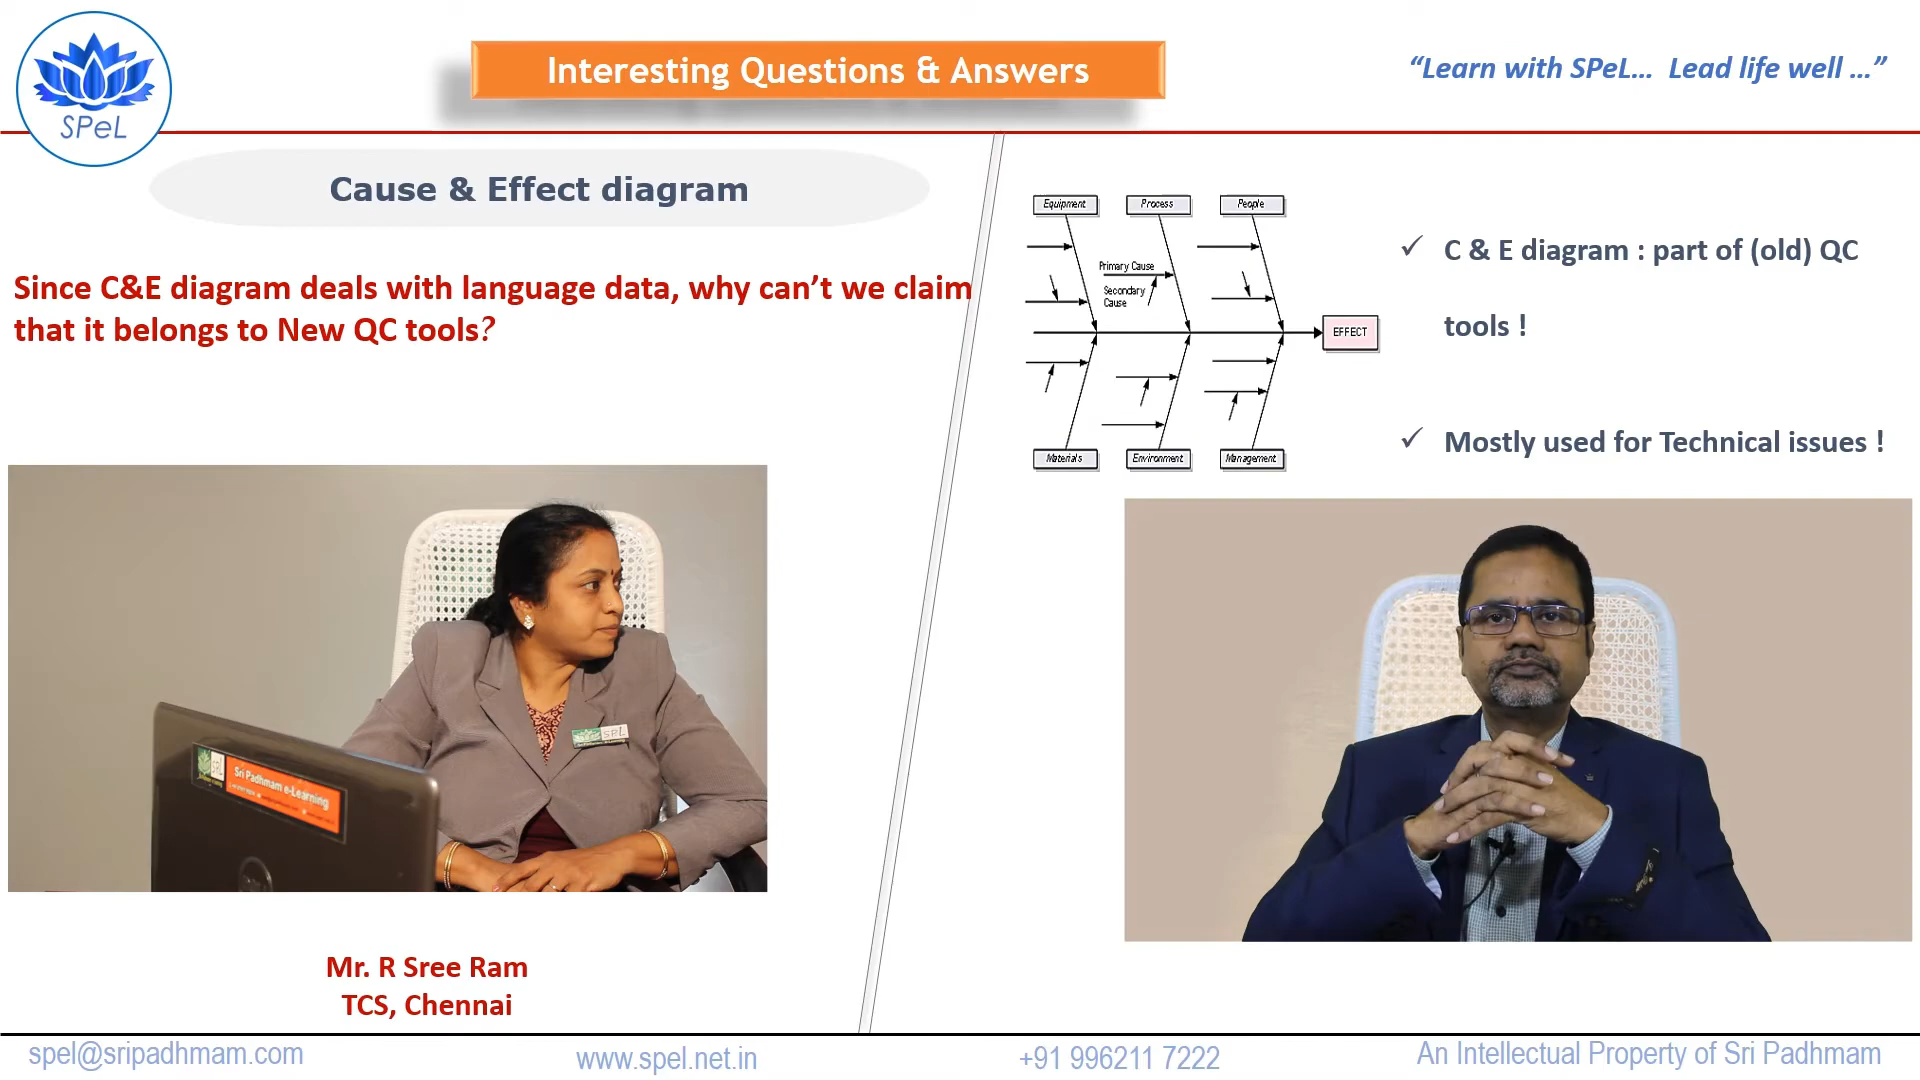 SPeL
Interesting Questions & Answers
“Learn with SPeL... Lead life well ...”
Cause & Effect diagram
Since C&E diagram deals with language data, why can’t we claim
that it belongs to New QC tools?
Equipment
Process
People
Primary Cause
Secondary
Cause
EFFECT
Materials
Environment
Management
✓ C & E diagram : part of (old) QC
tools !
✓ Mostly used for Technical issues !
SPL
Sri Padhmam e-Learning
Mr. R Sree Ram
TCS, Chennai
spel@sripadhmam.com
www.spel.net.in
+91 996211 7222
An Intellectual Property of Sri Padhmam